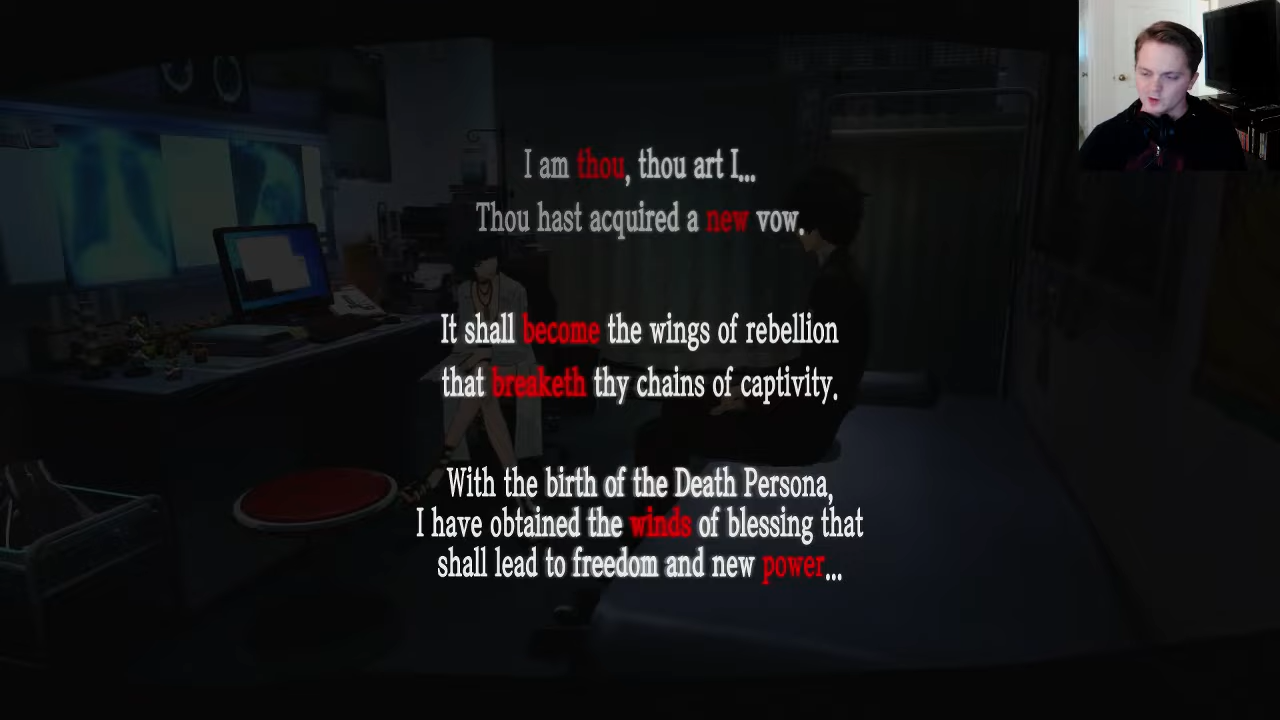 I am thou, thou art I...
Thou hast acquired a new vow.
It shall become the wings of rebellion
that breaketh thy chains of captivity.
With the birth of the Death Persona,
I have obtained the winds of blessing that
shall lead to freedom and new power...